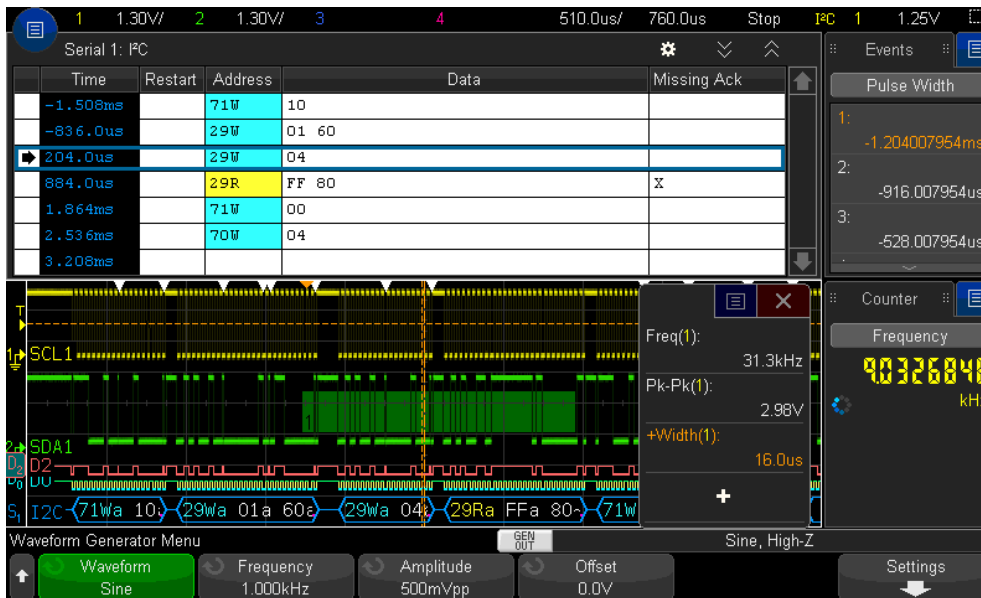 1 1.30V/ 2 1.30V/ 3 4 510.0us/ 760.0us Stop I²C 1 1.25V
Serial 1: I²C
Time Restart Address Data Missing Ack
-1.508ms 71W 10
-836.0us 29W 01 60
204.0us 29W 04
884.0us 29R FF 80 X
1.864ms 71W 00
2.536ms 70W 04
3.208ms
Events
Pulse Width
1:
-1.204007954ms
2:
-916.007954us
3:
-528.007954us
Counter
Frequency
kHz
Freq(1):
31.3kHz
Pk-Pk(1):
2.98V
+Width(1):
16.0us
T
1 SCL1
1
2 SDA1
D2 D2
D0 D0
S1 I2C 71Wa 10 29Wa 01a 60a 29Wa 04 29Ra FFa 80~ 71W
Waveform Generator Menu GEN OUT Sine, High-Z
Waveform Frequency Amplitude Offset Settings
Sine 1.000kHz 500mVpp 0.0V